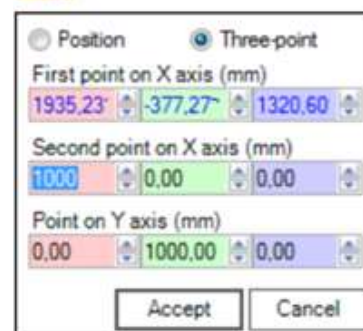 Position Three-point
First point on X axis (mm)
1935,23 -377,27 1320,60
Second point on X axis (mm)
1000 0,00 0,00
Point on Y axis (mm)
0,00 1000,00 0,00
Accept Cancel